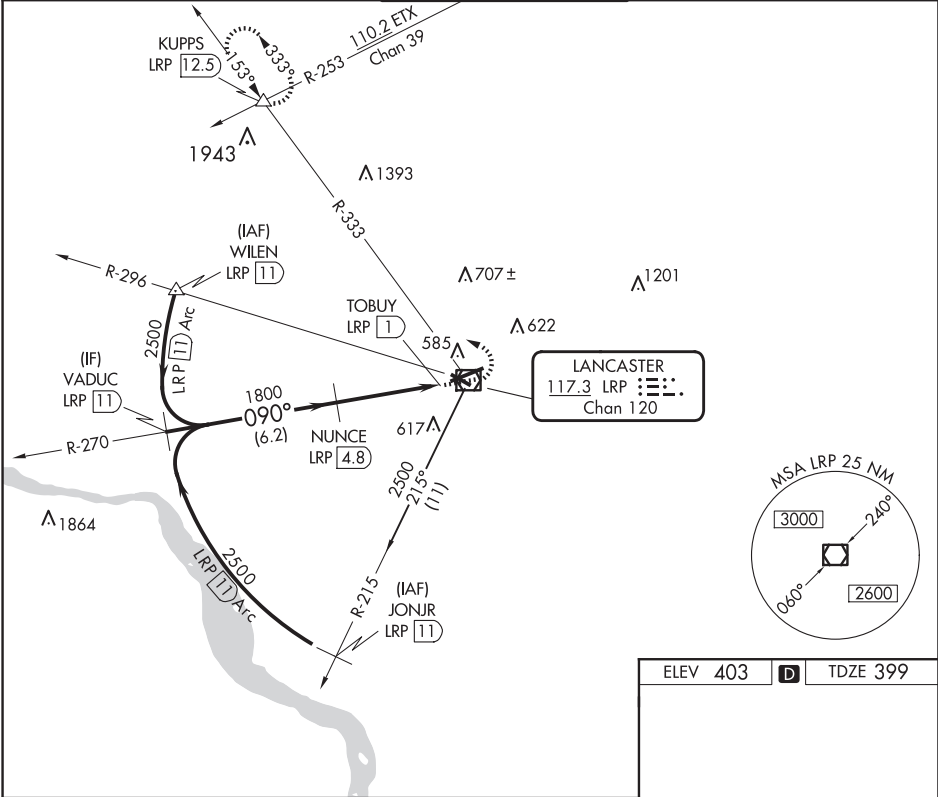 KUPPS
LRP 12.5
153°
333°
R-253
110.2 ETX
Chan 39
1943
1393
R-333
(IAF)
WILEN
LRP 11
R-296
707 ±
1201
TOBUY
LRP 1
585
622
2500
LRP 11 Arc
(IF)
VADUC
LRP 11
LANCASTER
117.3 LRP
Chan 120
1800
090°
(6.2)
R-270
NUNCE
LRP 4.8
617
2500
215°
(11)
MSA LRP 25 NM
3000
240°
060°
2600
1864
2500
LRP 11 Arc
R-215
(IAF)
JONJR
LRP 11
ELEV 403 D TDZE 399